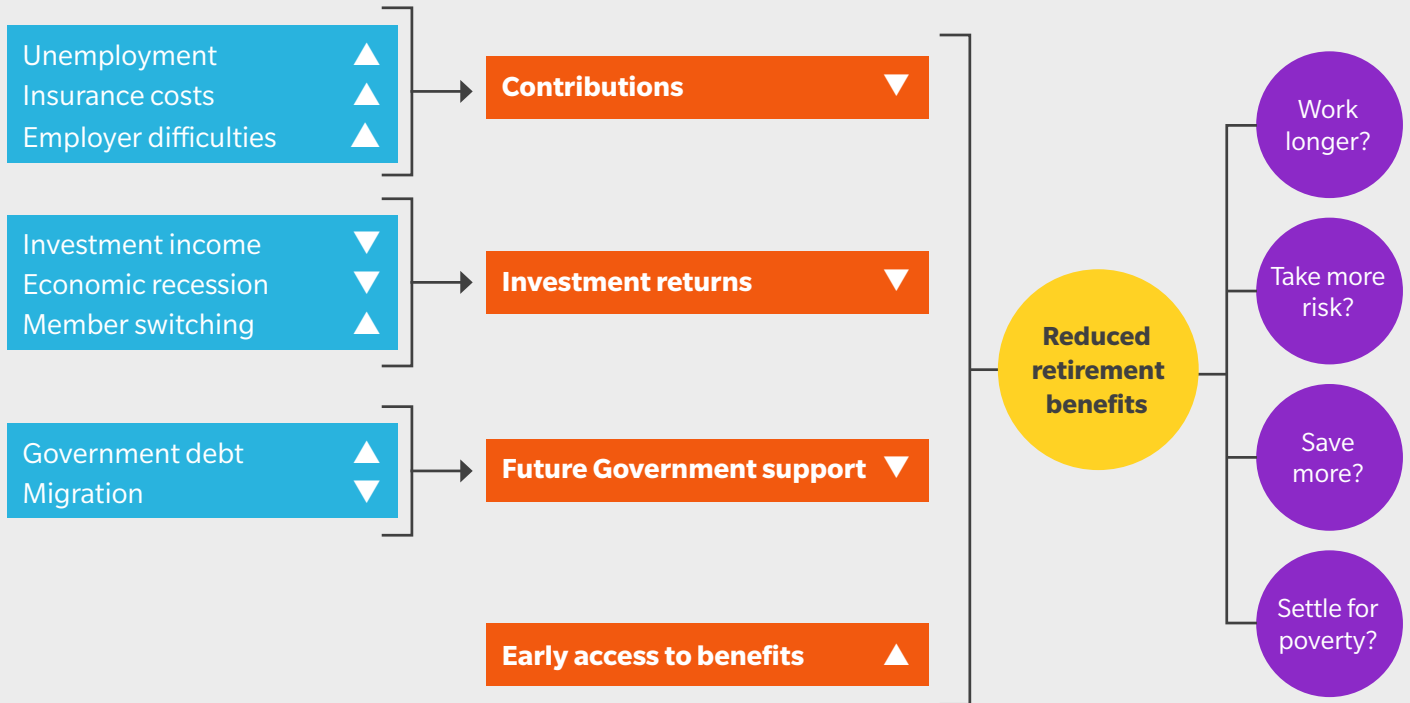 Unemployment ▲
Insurance costs ▲
Employer difficulties ▲
Contributions ▼
Investment income ▼
Economic recession ▼
Member switching ▲
Investment returns ▼
Government debt ▲
Migration ▼
Future Government support ▼
Early access to benefits ▲
Reduced
retirement
benefits
Work
longer?
Take more
risk?
Save
more?
Settle for
poverty?